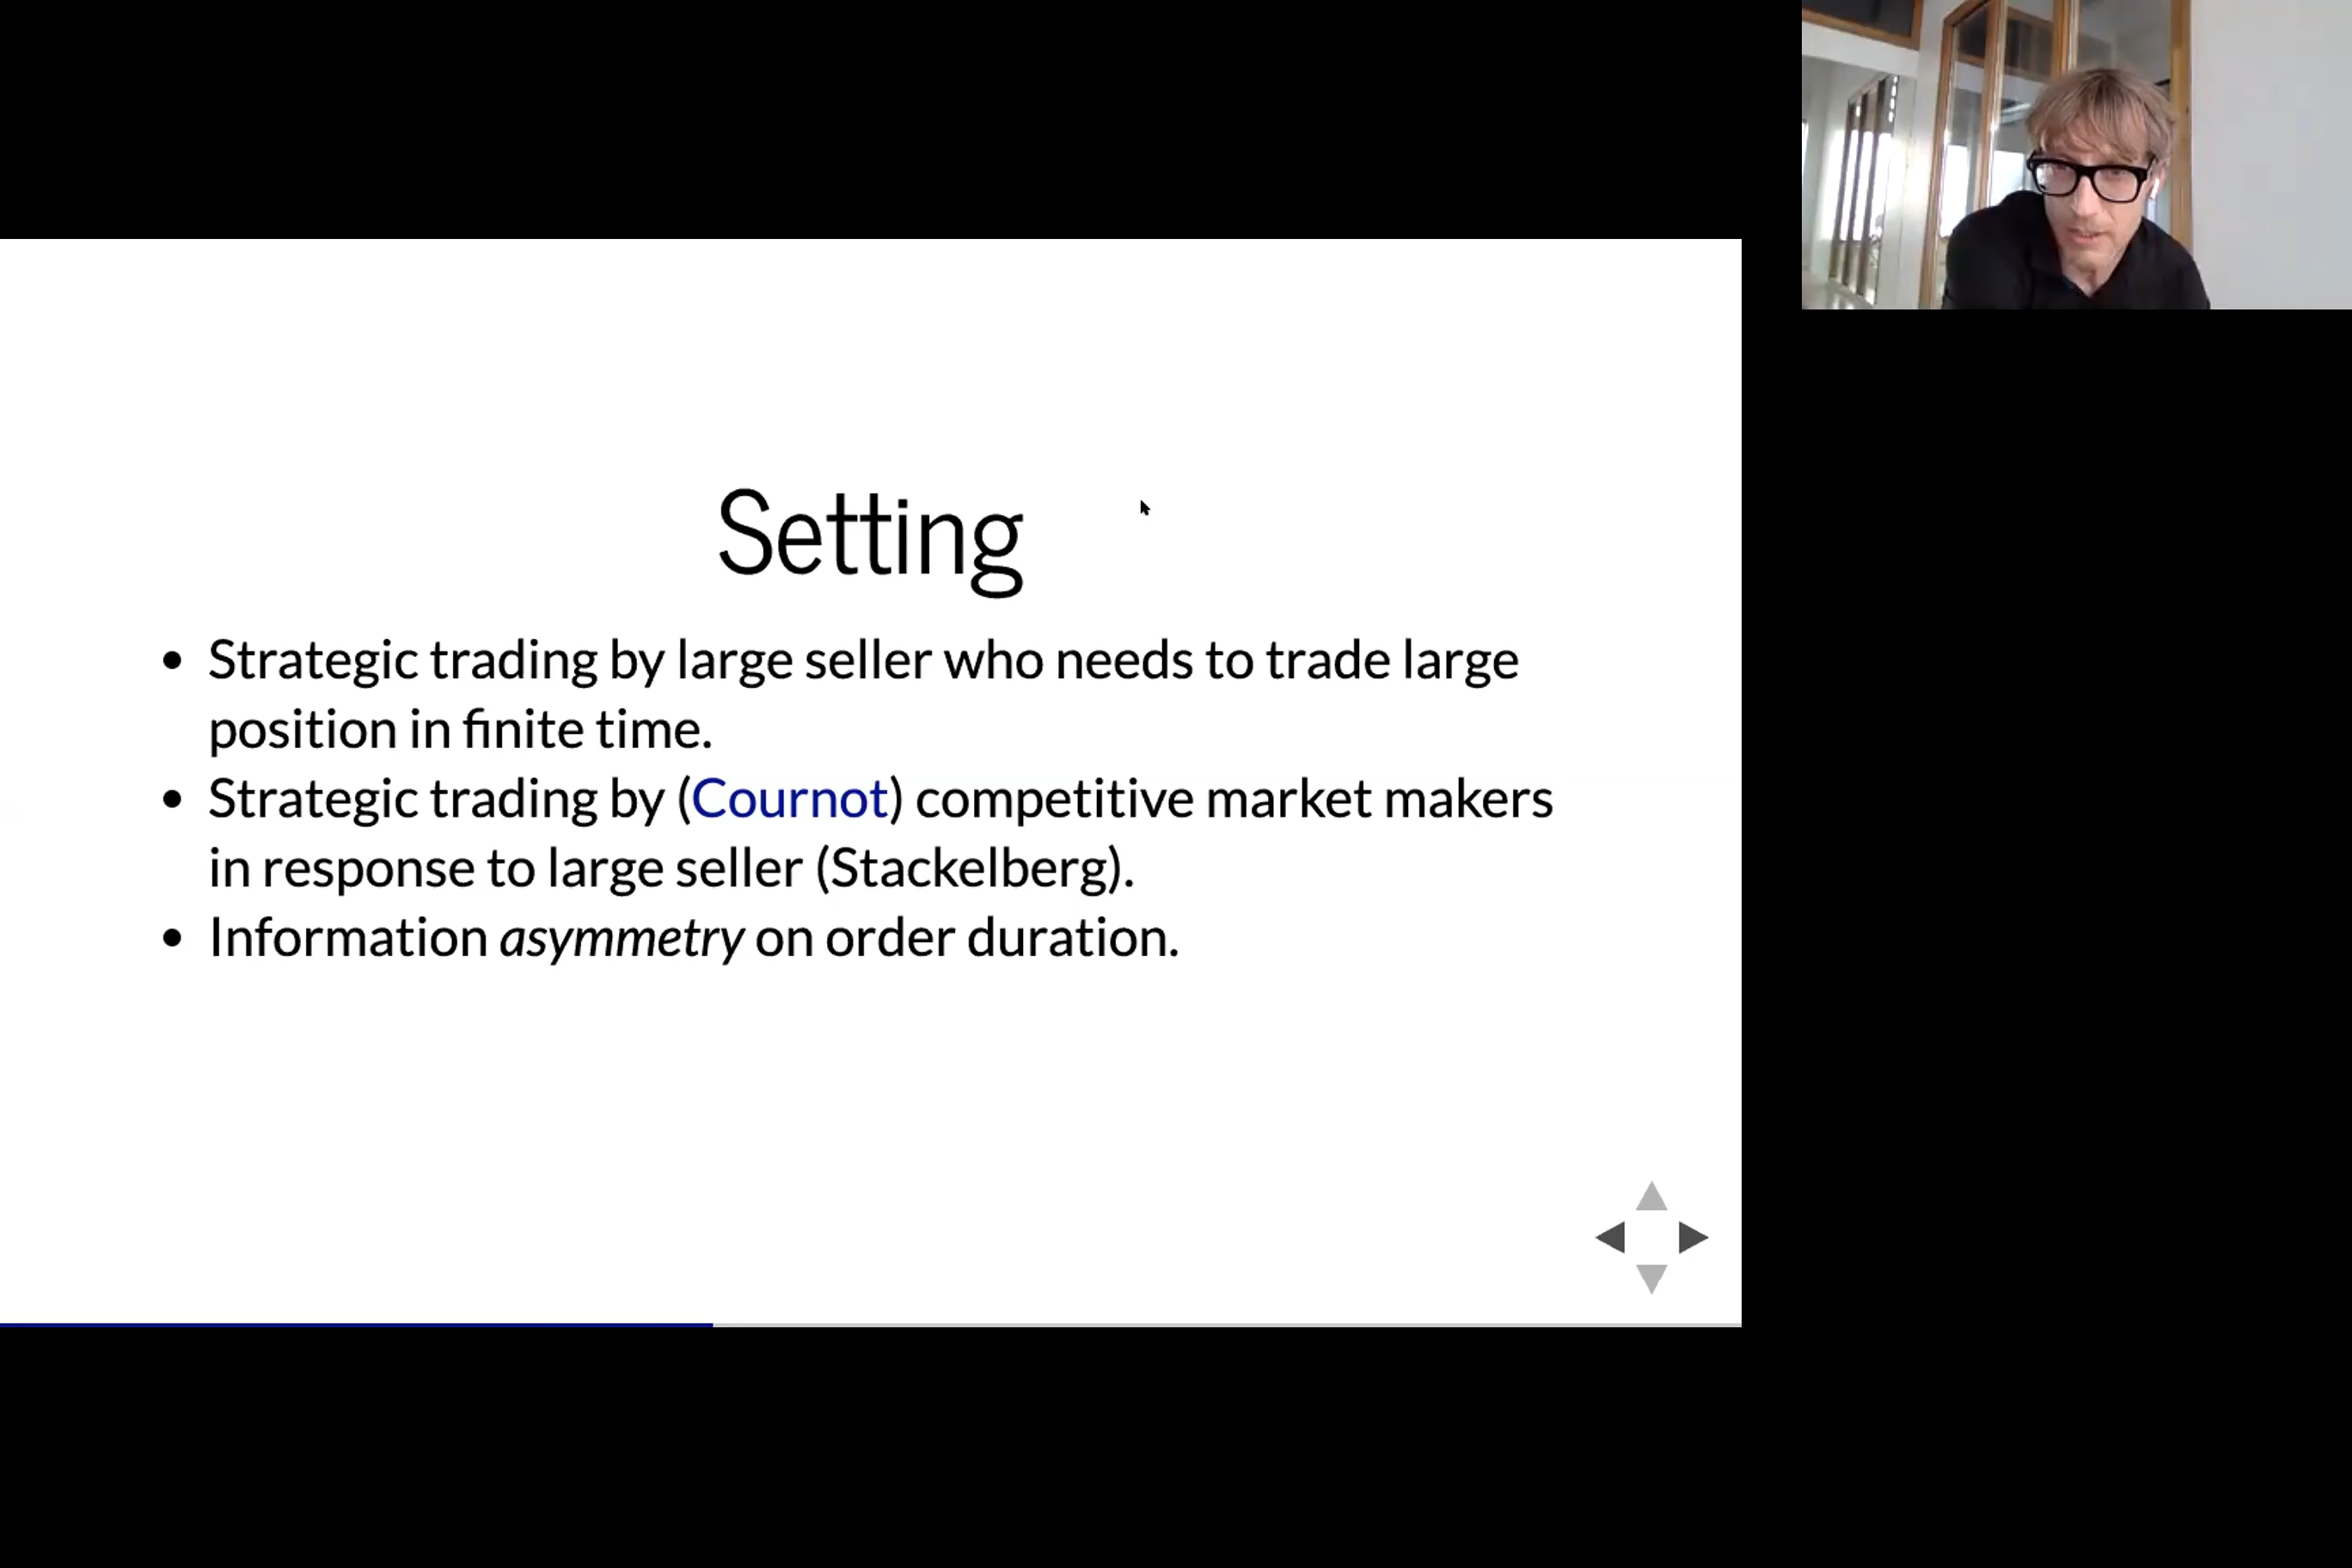 Setting
• Strategic trading by large seller who needs to trade large
position in finite time.
• Strategic trading by (Cournot) competitive market makers
in response to large seller (Stackelberg).
• Information asymmetry on order duration.